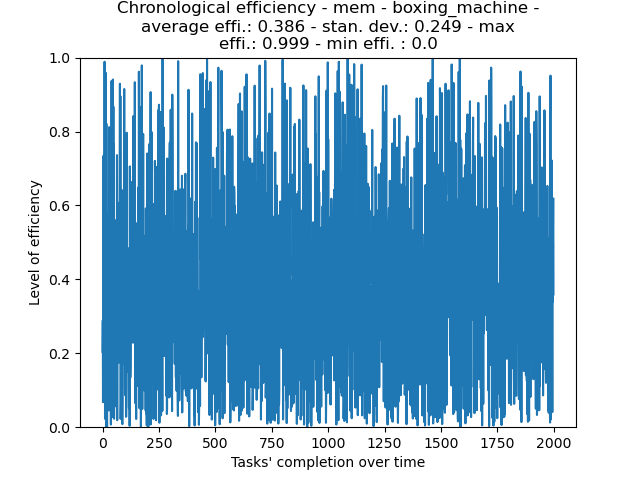 Chronological efficiency - mem - boxing_machine -
average effi.: 0.386 - stan. dev.: 0.249 - max
effi.: 0.999 - min effi. : 0.0
1.0
0.8
0.6
0.4
0.2
0.0
Level of efficiency
0 250 500 750 1000 1250 1500 1750 2000
Tasks' completion over time